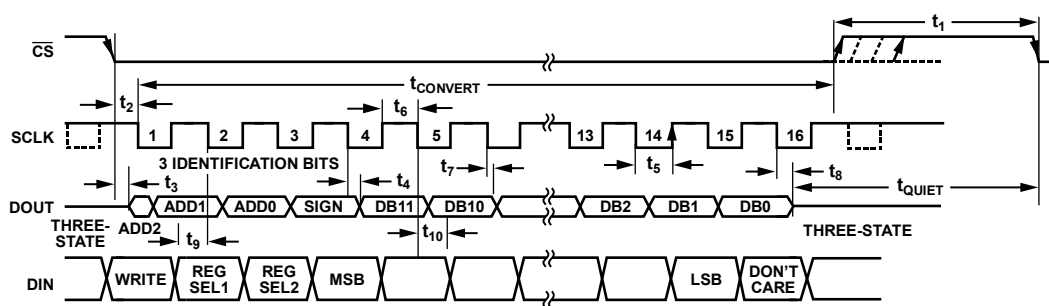 t1
CS
tCONVERT
t2
t6
SCLK
1 2 3 4 5 13 14 15 16
3 IDENTIFICATION BITS
t3 t4 t7 t5 t8
tQUIET
DOUT
ADD1 ADD0 SIGN DB11 DB10 DB2 DB1 DB0
THREE-
STATE
ADD2
THREE-STATE
t9 t10
DIN
WRITE
REG
SEL1
REG
SEL2
MSB
LSB
DON'T
CARE